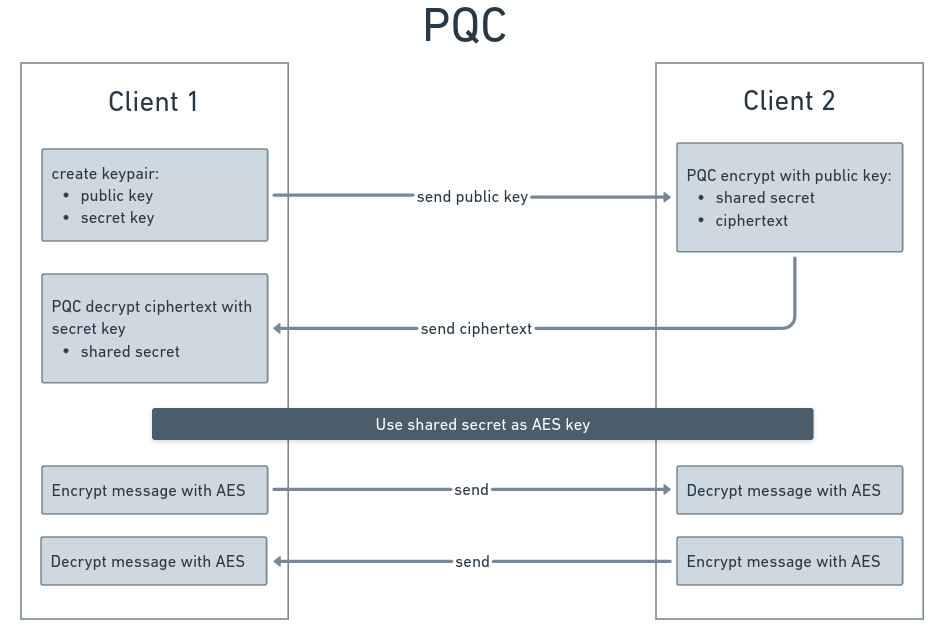 PQC
Client 1
create keypair:
• public key
• secret key
send public key
Client 2
PQC encrypt with public key:
• shared secret
• ciphertext
PQC decrypt ciphertext with
secret key
• shared secret
send ciphertext
Use shared secret as AES key
Encrypt message with AES
send
Decrypt message with AES
Decrypt message with AES
send
Encrypt message with AES